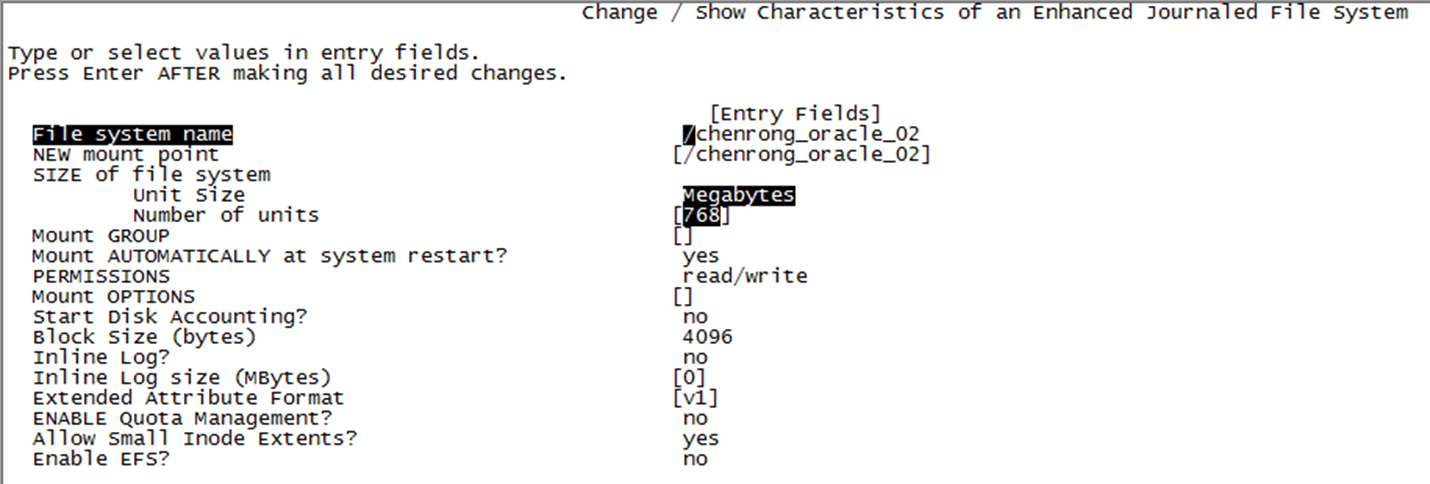 Change / Show Characteristics of an Enhanced Journaled File System
Type or select values in entry fields.
Press Enter AFTER making all desired changes.
[Entry Fields]
File system name /chenrong_oracle_02
NEW mount point [/chenrong_oracle_02]
SIZE of file system
Unit Size Megabytes
Number of units [768]
Mount GROUP []
Mount AUTOMATICALLY at system restart? yes
PERMISSIONS read/write
Mount OPTIONS []
Start Disk Accounting? no
Block Size (bytes) 4096
Inline Log? no
Inline Log size (MBytes) [0]
Extended Attribute Format [v1]
ENABLE Quota Management? no
Allow Small Inode Extents? yes
Enable EFS? no